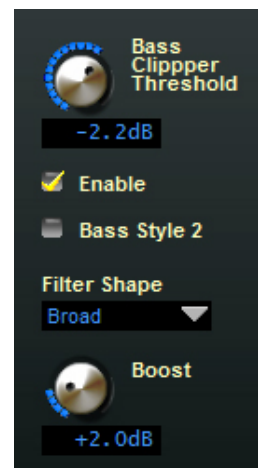 Bass
Clippper
Threshold
-2.2dB
Enable
Bass Style 2
Filter Shape
Broad
Boost
+2.0dB